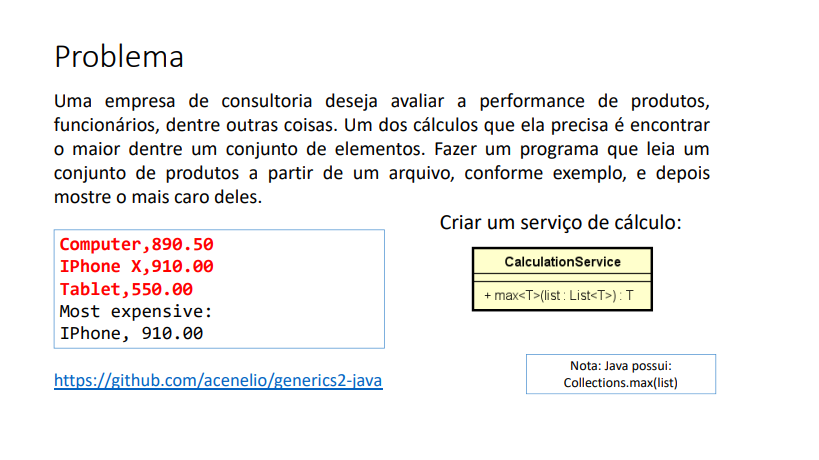 Problema
Uma empresa de consultoria deseja avaliar a performance de produtos,
funcionários, dentre outras coisas. Um dos cálculos que ela precisa é encontrar
o maior dentre um conjunto de elementos. Fazer um programa que leia um
conjunto de produtos a partir de um arquivo, conforme exemplo, e depois
mostre o mais caro deles.
Computer,890.50
IPhone X,910.00
Tablet,550.00
Most expensive:
IPhone, 910.00
https://github.com/acenelio/generics2-java
Criar um serviço de cálculo:
CalculationService
+ max<T>(list : List<T>) : T
Nota: Java possui:
Collections.max(list)